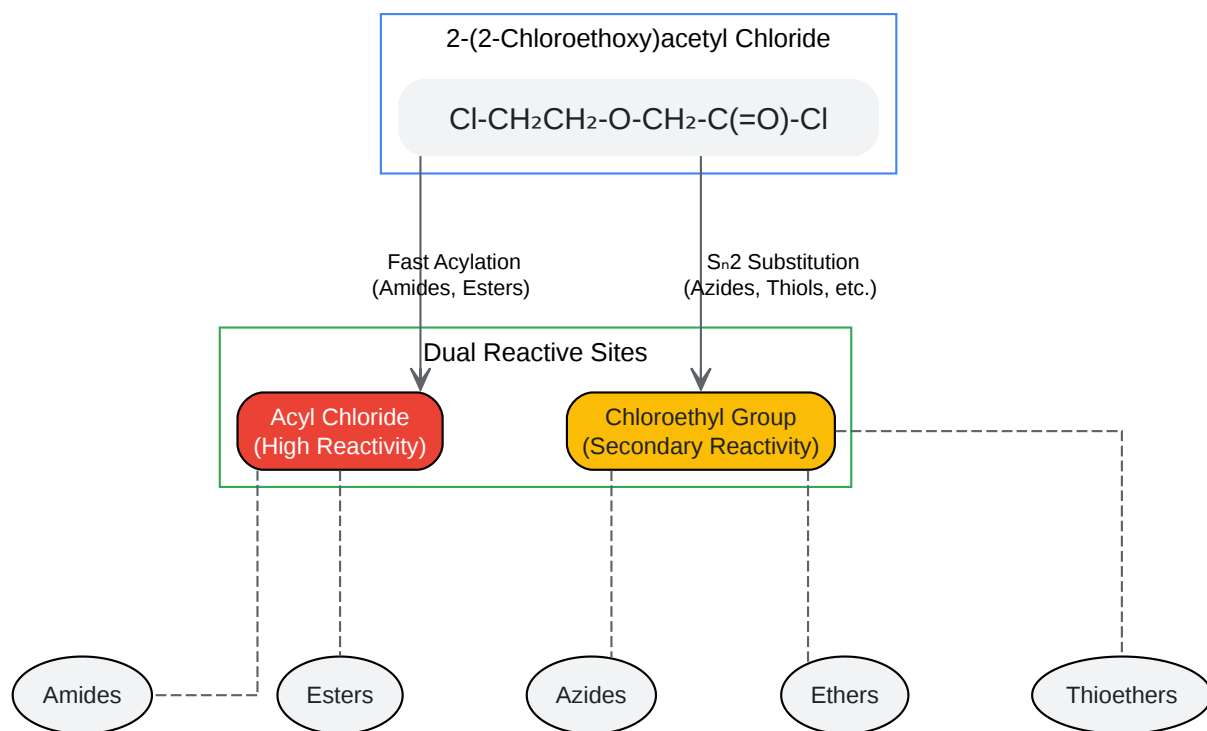 2-(2-Chloroethoxy)acetyl Chloride
Cl-CH₂CH₂-O-CH₂-C(=O)-Cl
Fast Acylation
(Amides, Esters)
Sₙ2 Substitution
(Azides, Thiols, etc.)
Dual Reactive Sites
Acyl Chloride
(High Reactivity)
Chloroethyl Group
(Secondary Reactivity)
Amides
Esters
Azides
Ethers
Thioethers